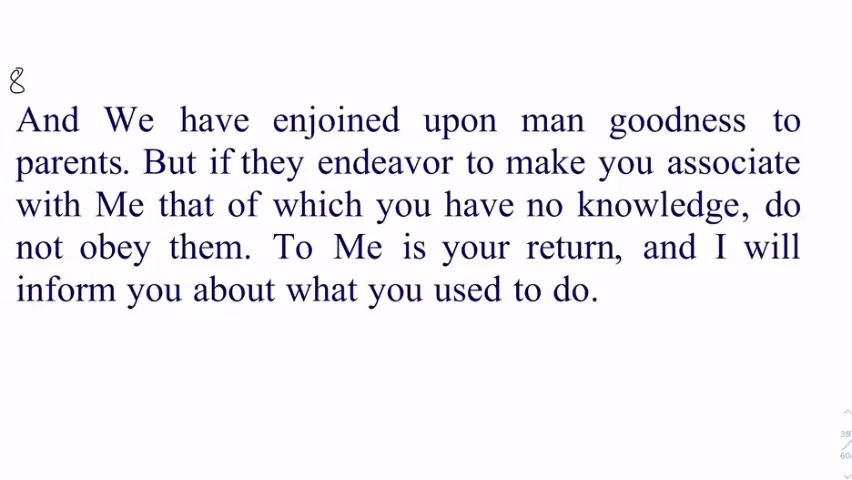 8
And We have enjoined upon man goodness to
parents. But if they endeavor to make you associate
with Me that of which you have no knowledge, do
not obey them. To Me is your return, and I will
inform you about what you used to do.